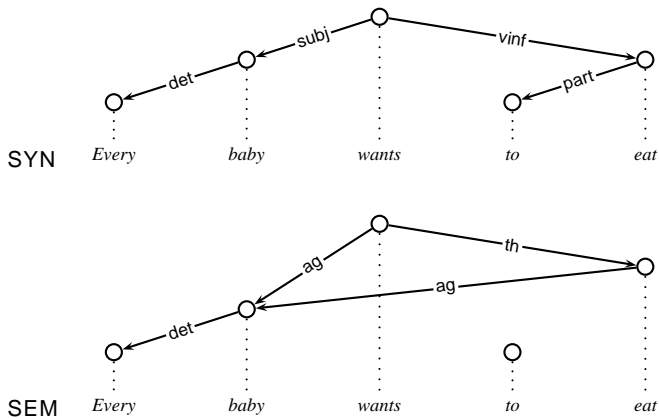 subj
vinf
det
part
SYN Every baby wants to eat
ag
th
ag
det
SEM Every baby wants to eat